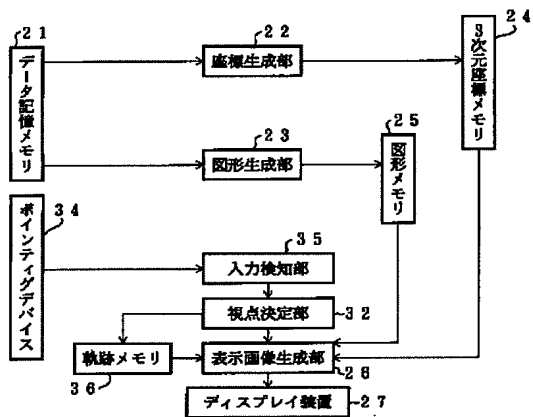 21
データ記憶メモリ
22
座標生成部
24
3次元座標メモリ
23
図形生成部
25
図形メモリ
34
ポインティグデバイス
35
入力検知部
視点決定部
32
軌跡メモリ
36
表示画像生成部
26
ディスプレイ装置
27